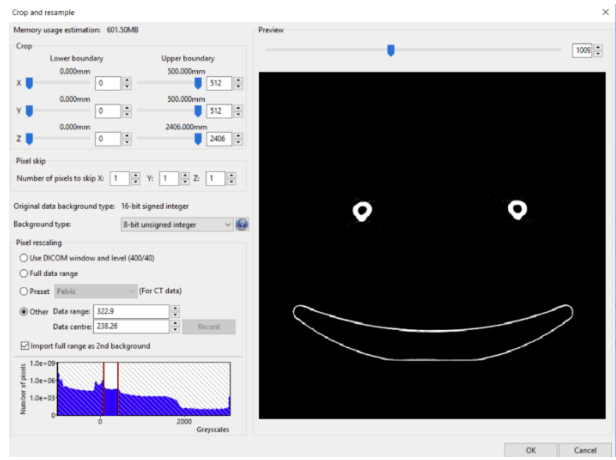 Crop and resample
Memory usage estimation: 601.50MB
Crop
Lower boundary Upper boundary
0.000mm 500.000mm
X 0 512
0.000mm 500.000mm
Y 0 512
0.000mm 2406.000mm
Z 0 2406
Pixel skip
Number of pixels to skip X: 1 Y: 1 Z: 1
Original data background type: 16-bit signed integer
Background type: 8-bit unsigned integer
Pixel rescaling
Use DICOM window and level (400/40)
Full data range
Preset Pelvis (For CT data)
Other Data range: 322.9
Data centre: 238.26 Recant
Import full range as 2nd background
Number of pixels
1.0e+09
1.0e+06
1.0e+03
0
0 2000
Greyscales
Preview
1009
OK Cancel